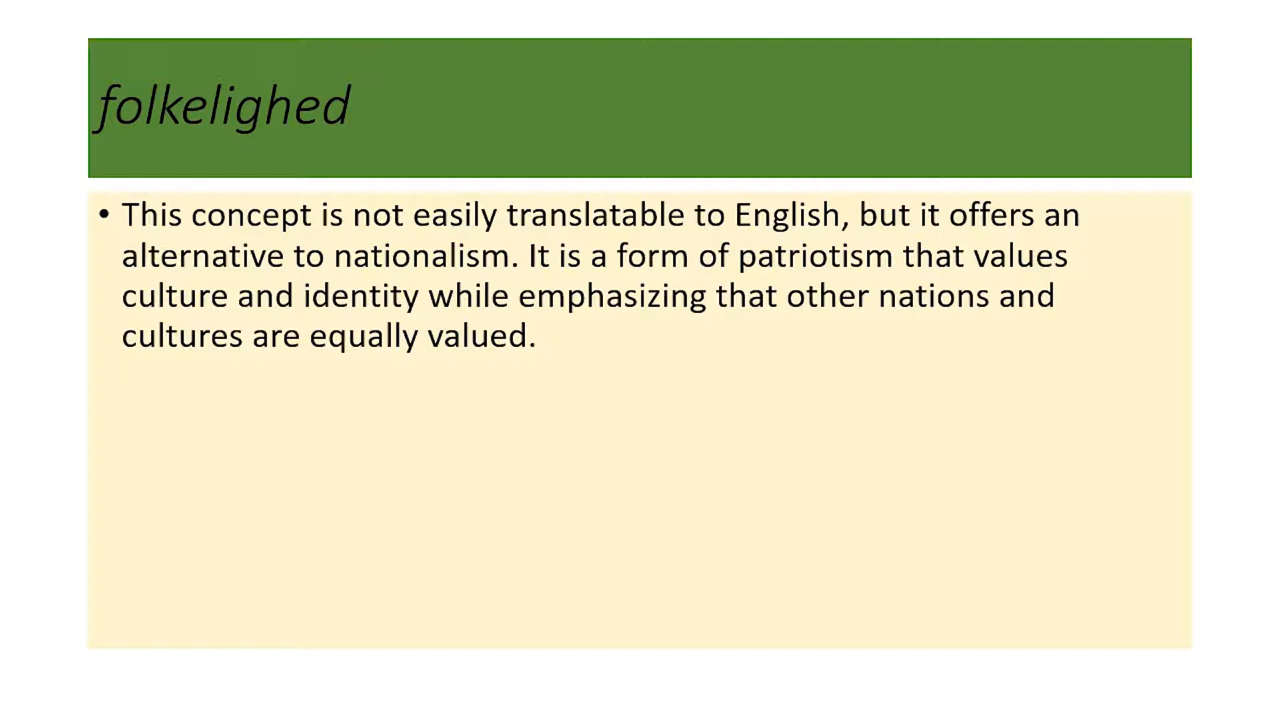 folkelighed
• This concept is not easily translatable to English, but it offers an
alternative to nationalism. It is a form of patriotism that values
culture and identity while emphasizing that other nations and
cultures are equally valued.